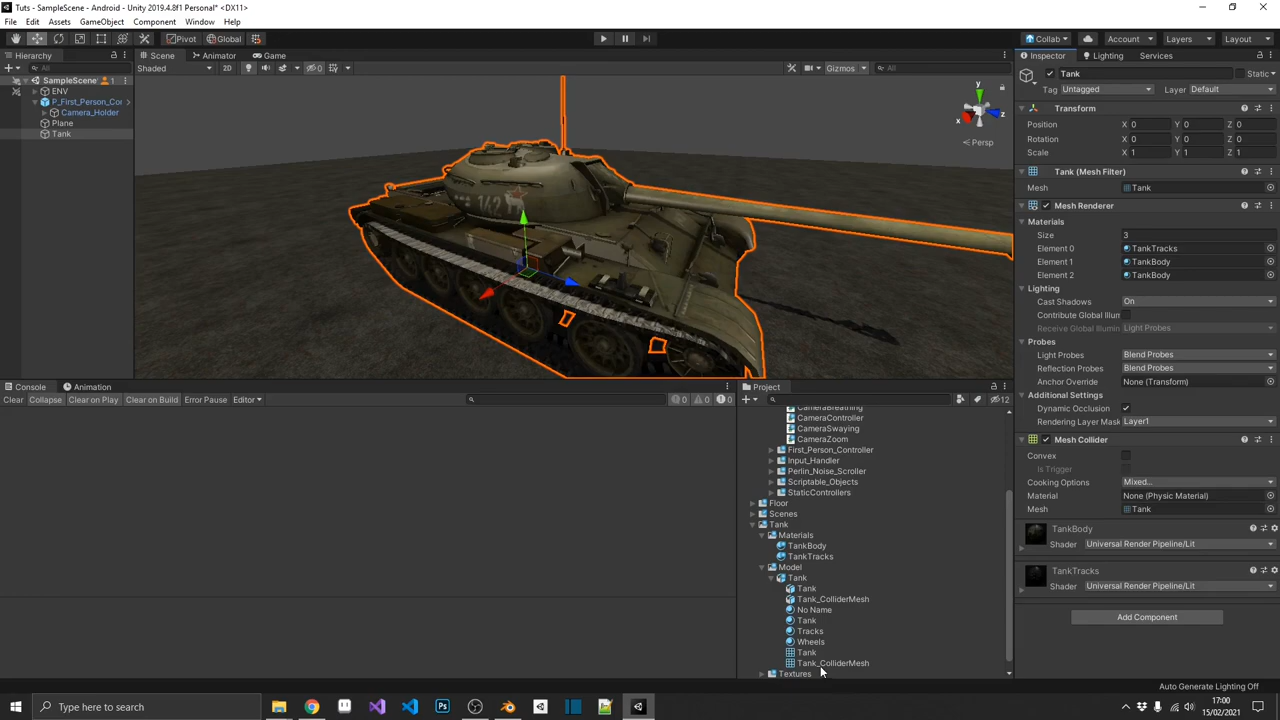 Tuts - SampleScene - Android - Unity 2019.4.8f1 Personal* <DX11>
File Edit Assets GameObject Component Window Help
Pivot Global Collab Account Layers Layout
Hierarchy Scene Animator Game Inspector Lighting Services
All Shaded 2D 0 Gizmos All Tank Static
SampleScene Tag Untagged Layer Default
ENV
P_First_Person_Co Transform
Camera_Holder
Plane Position X 0 Y 0 Z 0
Tank Rotation X 0 Y 0 Z 0
Scale X 1 Y 1 Z 1
y
x z
Persp
142
Tank (Mesh Filter)
Mesh Tank
Mesh Renderer
Materials
Size 3
Element 0 TankTracks
Element 1 TankBody
Element 2 TankBody
Lighting
Cast Shadows On
Contribute Global Illum
Receive Global Illumin Light Probes
Probes
Light Probes Blend Probes
Reflection Probes Blend Probes
Anchor Override None (Transform)
Additional Settings
Dynamic Occlusion
Rendering Layer Mask Layer1
Mesh Collider
Convex
Is Trigger
Cooking Options Mixed...
Material None (Physic Material)
Mesh Tank
TankBody
Shader Universal Render Pipeline/Lit
TankTracks
Shader Universal Render Pipeline/Lit
Add Component
Console Animation
Clear Collapse Clear on Play Clear on Build Error Pause Editor 0 0 0
Project
12
CameraBreathing
CameraController
CameraSwaying
CameraZoom
First_Person_Controller
Input_Handler
Perlin_Noise_Scroller
Scriptable_Objects
StaticControllers
Floor
Scenes
Tank
Materials
TankBody
TankTracks
Model
Tank
Tank
Tank_ColliderMesh
No Name
Tank
Tracks
Wheels
Tank
Tank_ColliderMesh
Textures
Auto Generate Lighting Off
Type here to search
17:00
15/02/2021